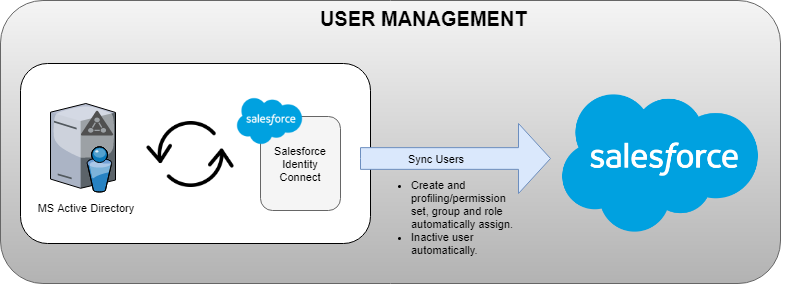 USER MANAGEMENT
salesforce
Salesforce
Identity
Connect
MS Active Directory
Sync Users
• Create and
profiling/permission
set, group and role
automatically assign.
• Inactive user
automatically.
salesforce